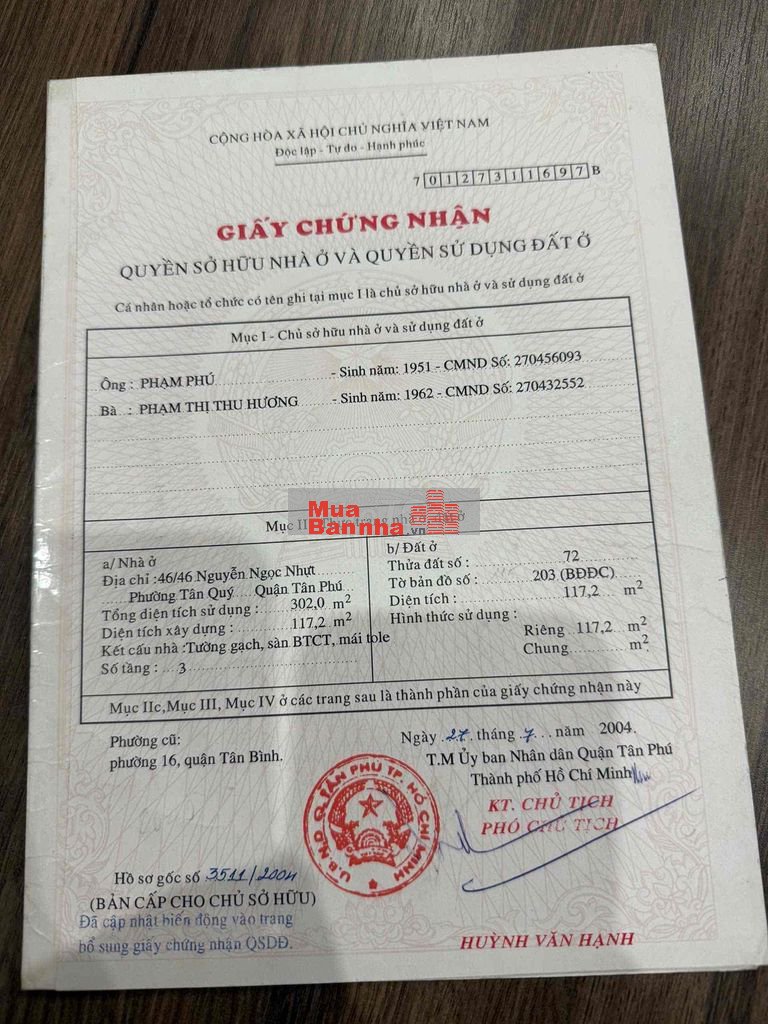 CỘNG HÒA XÃ HỘI CHỦ NGHĨA VIỆT NAM
Độc lập - Tự do - Hạnh phúc
7 0127311697 B
GIẤY CHỨNG NHẬN
QUYỀN SỞ HỮU NHÀ Ở VÀ QUYỀN SỬ DỤNG ĐẤT Ở
Cá nhân hoặc tổ chức có tên ghi tại mục I là chủ sở hữu nhà ở và sử dụng đất ở
Mục I - Chủ sở hữu nhà ở và sử dụng đất ở
Ông : PHẠM PHÚ - Sinh năm: 1951 - CMND Số: 270456093
Bà : PHẠM THỊ THU HƯƠNG - Sinh năm: 1962 - CMND Số: 270432552
Mua
Bannha.vn
Mục II
a/ Nhà ở
Địa chỉ :46/46 Nguyễn Ngọc Nhựt
Phường Tân Quý Quận Tân Phú
Tổng diện tích sử dụng : 302,0 m2
Diện tích xây dựng : 117,2 m2
Kết cấu nhà :Tường gạch, sàn BTCT, mái tole
Số tầng : 3
b/ Đất ở
Thửa đất số : 72
Tờ bản đồ số : 203 (BĐĐC)
Diện tích : 117,2 m2
Hình thức sử dụng :
Riêng 117,2 m2
Chung m2
Mục IIc,Mục III, Mục IV ở các trang sau là thành phần của giấy chứng nhận này
Phường cũ:
phường 16, quận Tân Bình.
Ngày 27 tháng 7 năm 2004.
T.M Ủy ban Nhân dân Quận Tân Phú
Thành phố Hồ Chí Minh
KT. CHỦ TỊCH
PHÓ CHỦ TỊCH
U.B.N.D Q.TÂN PHÚ TP. HỒ CHÍ MINH
Hồ sơ gốc số 3511/2004
(BẢN CẤP CHO CHỦ SỞ HỮU)
Đã cập nhật biến động vào trang
bổ sung giấy chứng nhận QSDĐ.
HUỲNH VĂN HẠNH